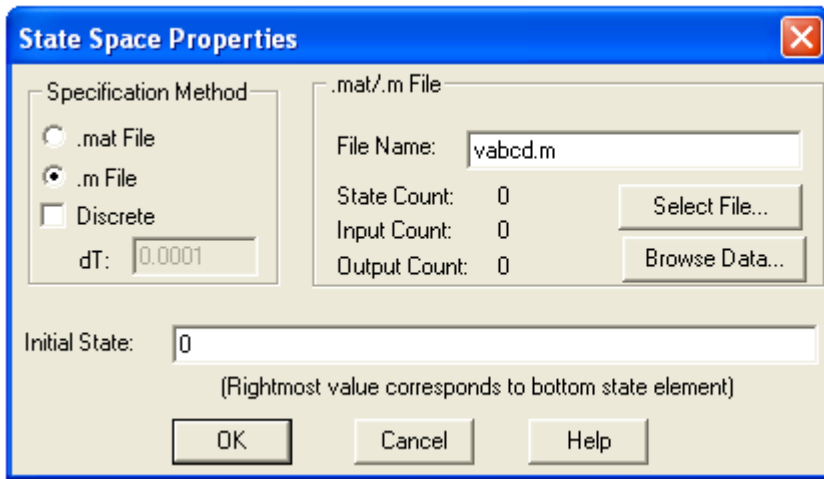 State Space Properties
Specification Method
.mat File
.m File
Discrete
dT: 0.0001
.mat/.m File
File Name: vabcd.m
State Count: 0
Input Count: 0
Output Count: 0
Select File...
Browse Data...
Initial State: 0
(Rightmost value corresponds to bottom state element)
OK Cancel Help